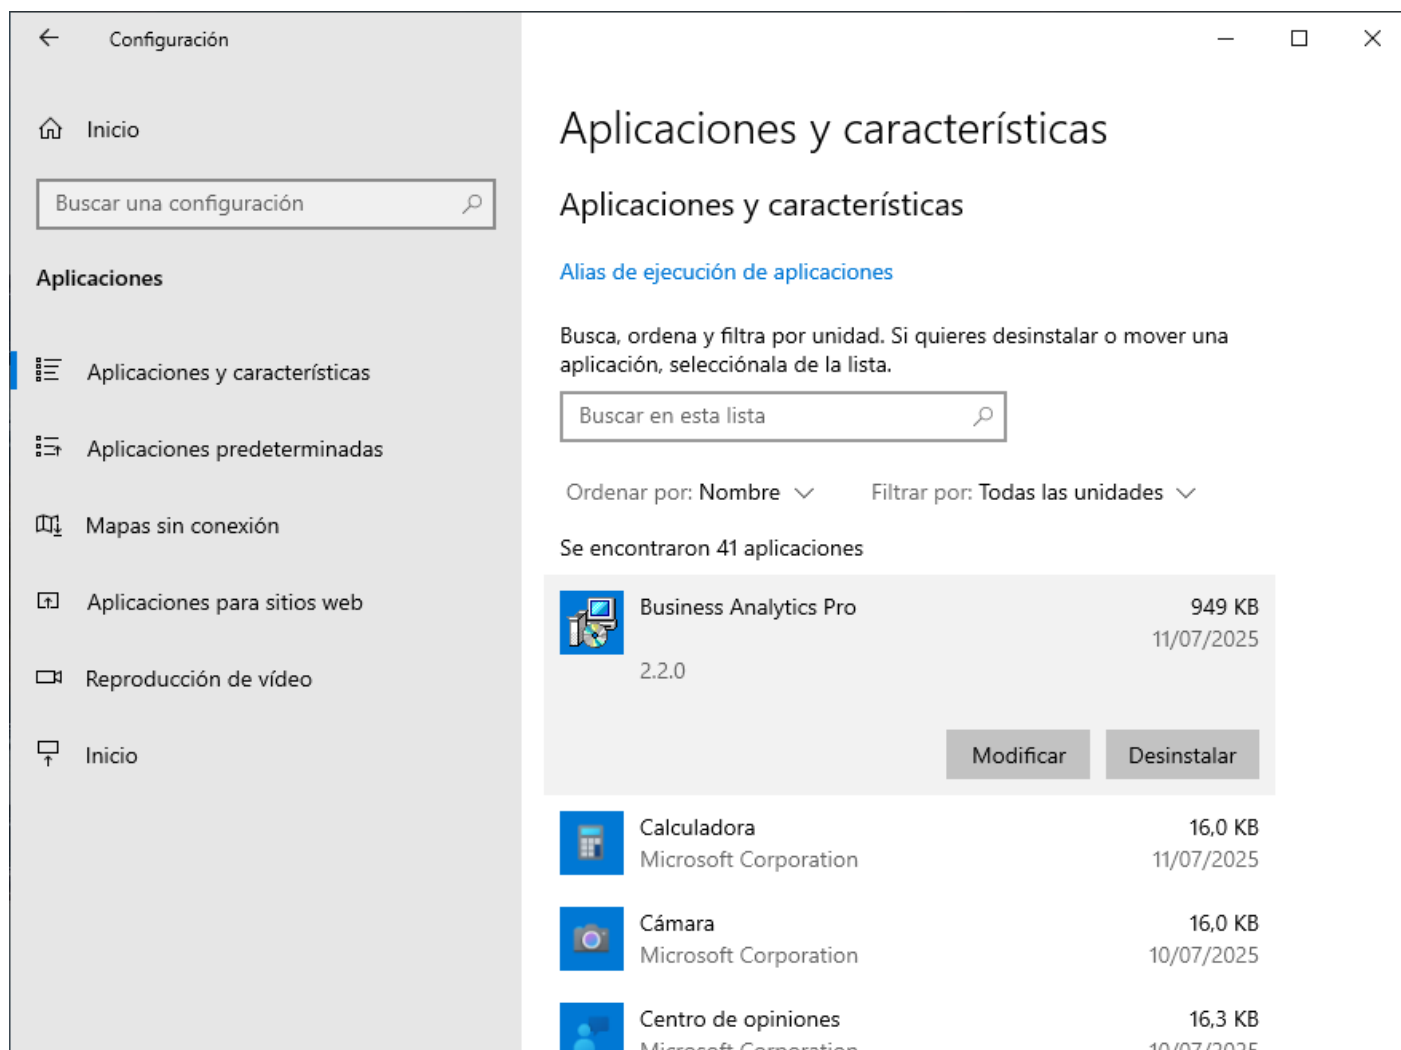 Configuración
Inicio
Buscar una configuración
Aplicaciones
Aplicaciones y características
Aplicaciones predeterminadas
Mapas sin conexión
Aplicaciones para sitios web
Reproducción de vídeo
Inicio
Aplicaciones y características
Aplicaciones y características
Alias de ejecución de aplicaciones
Busca, ordena y filtra por unidad. Si quieres desinstalar o mover una
aplicación, selecciónala de la lista.
Buscar en esta lista
Ordenar por: Nombre Filtrar por: Todas las unidades
Se encontraron 41 aplicaciones
Business Analytics Pro 949 KB
11/07/2025
2.2.0
Modificar Desinstalar
Calculadora 16,0 KB
Microsoft Corporation 11/07/2025
Cámara 16,0 KB
Microsoft Corporation 10/07/2025
Centro de opiniones 16,3 KB
Microsoft Corporation 10/07/2025